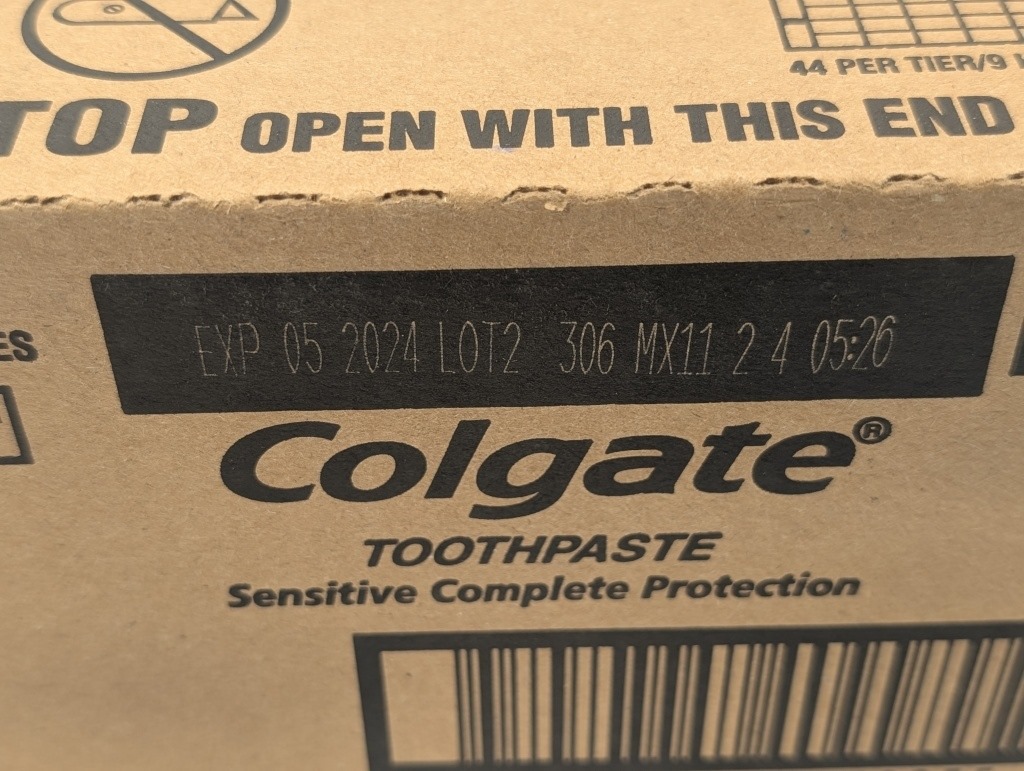 44 PER TIER/9
TOP OPEN WITH THIS END
ES
EXP 05 2024 LOT2 306 MX11 2 4 05:26
Colgate®
TOOTHPASTE
Sensitive Complete Protection